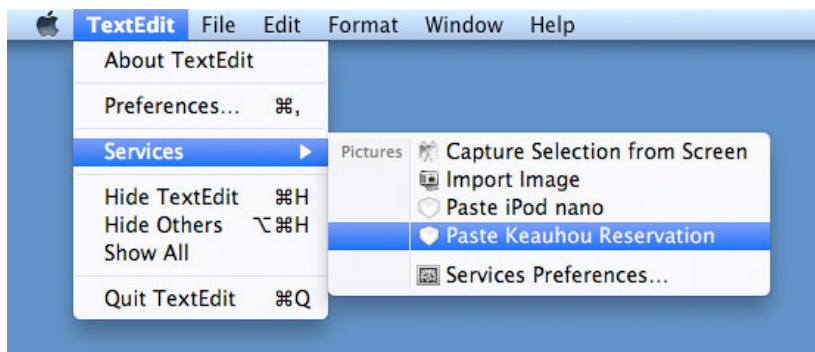 TextEdit File Edit Format Window Help
About TextEdit
Preferences... ⌘,
Services
Pictures Capture Selection from Screen
Import Image
Paste iPod nano
Paste Keauhou Reservation
Services Preferences...
Hide TextEdit ⌘H
Hide Others ⌥⌘H
Show All
Quit TextEdit ⌘Q